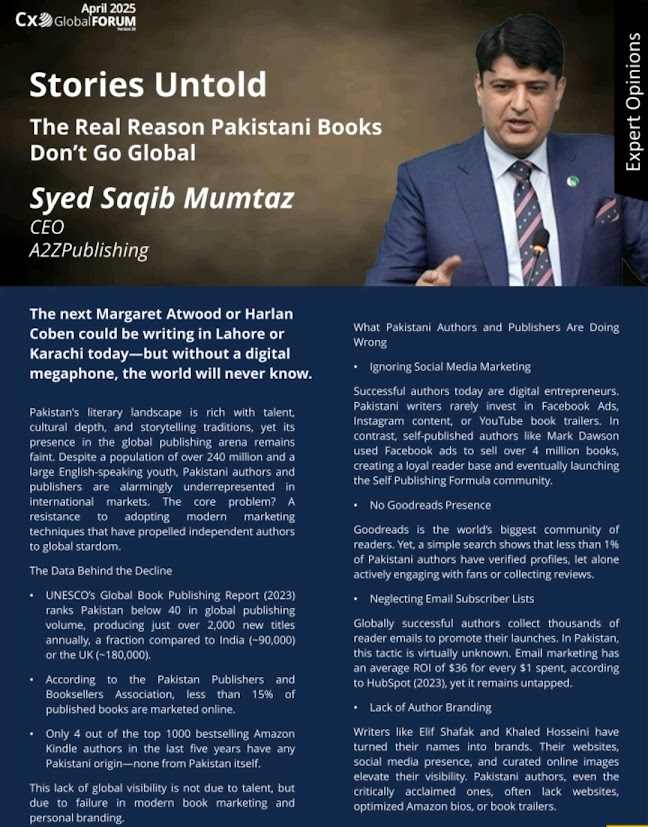 April 2025
Cx GlobalFORUM
Version 28
Stories Untold
The Real Reason Pakistani Books
Don't Go Global
Syed Saqib Mumtaz
CEO
A2ZPublishing
Expert Opinions
The next Margaret Atwood or Harlan
Coben could be writing in Lahore or
Karachi today—but without a digital
megaphone, the world will never know.
Pakistan's literary landscape is rich with talent,
cultural depth, and storytelling traditions, yet its
presence in the global publishing arena remains
faint. Despite a population of over 240 million and a
large English-speaking youth, Pakistani authors and
publishers are alarmingly underrepresented in
international markets. The core problem? A
resistance to adopting modern marketing
techniques that have propelled independent authors
to global stardom.
The Data Behind the Decline
• UNESCO's Global Book Publishing Report (2023)
ranks Pakistan below 40 in global publishing
volume, producing just over 2,000 new titles
annually, a fraction compared to India (~90,000)
or the UK (~180,000).
• According to the Pakistan Publishers and
Booksellers Association, less than 15% of
published books are marketed online.
• Only 4 out of the top 1000 bestselling Amazon
Kindle authors in the last five years have any
Pakistani origin—none from Pakistan itself.
This lack of global visibility is not due to talent, but
due to failure in modern book marketing and
personal branding.
What Pakistani Authors and Publishers Are Doing
Wrong
• Ignoring Social Media Marketing
Successful authors today are digital entrepreneurs.
Pakistani writers rarely invest in Facebook Ads,
Instagram content, or YouTube book trailers. In
contrast, self-published authors like Mark Dawson
used Facebook ads to sell over 4 million books,
creating a loyal reader base and eventually launching
the Self Publishing Formula community.
• No Goodreads Presence
Goodreads is the world's biggest community of
readers. Yet, a simple search shows that less than 1%
of Pakistani authors have verified profiles, let alone
actively engaging with fans or collecting reviews.
• Neglecting Email Subscriber Lists
Globally successful authors collect thousands of
reader emails to promote their launches. In Pakistan,
this tactic is virtually unknown. Email marketing has
an average ROI of $36 for every $1 spent, according
to HubSpot (2023), yet it remains untapped.
• Lack of Author Branding
Writers like Elif Shafak and Khaled Hosseini have
turned their names into brands. Their websites,
social media presence, and curated online images
elevate their visibility. Pakistani authors, even the
critically acclaimed ones, often lack websites,
optimized Amazon bios, or book trailers.